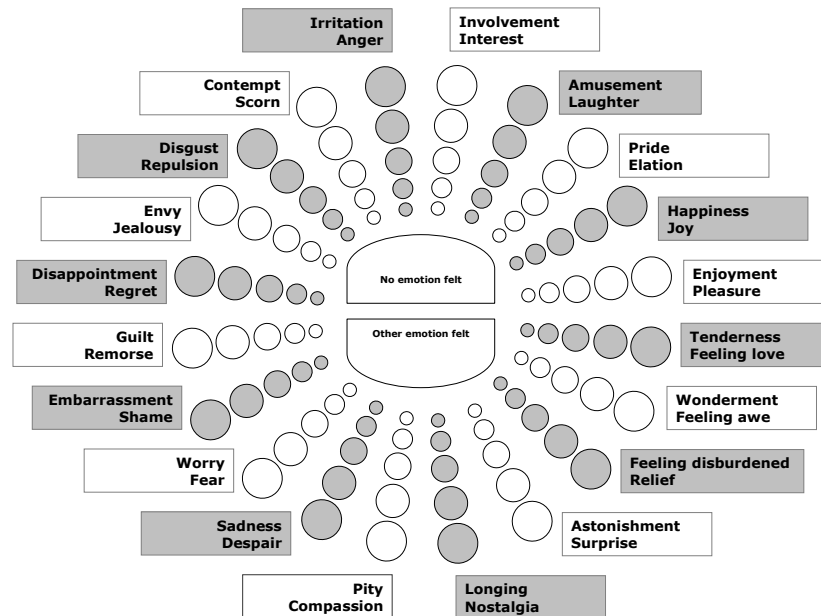 Irritation
Anger
Involvement
Interest
Contempt
Scorn
Amusement
Laughter
Disgust
Repulsion
Pride
Elation
Envy
Jealousy
Happiness
Joy
Disappointment
Regret
No emotion felt
Enjoyment
Pleasure
Guilt
Remorse
Other emotion felt
Tenderness
Feeling love
Embarrassment
Shame
Wonderment
Feeling awe
Worry
Fear
Feeling disburdened
Relief
Sadness
Despair
Astonishment
Surprise
Pity
Compassion
Longing
Nostalgia